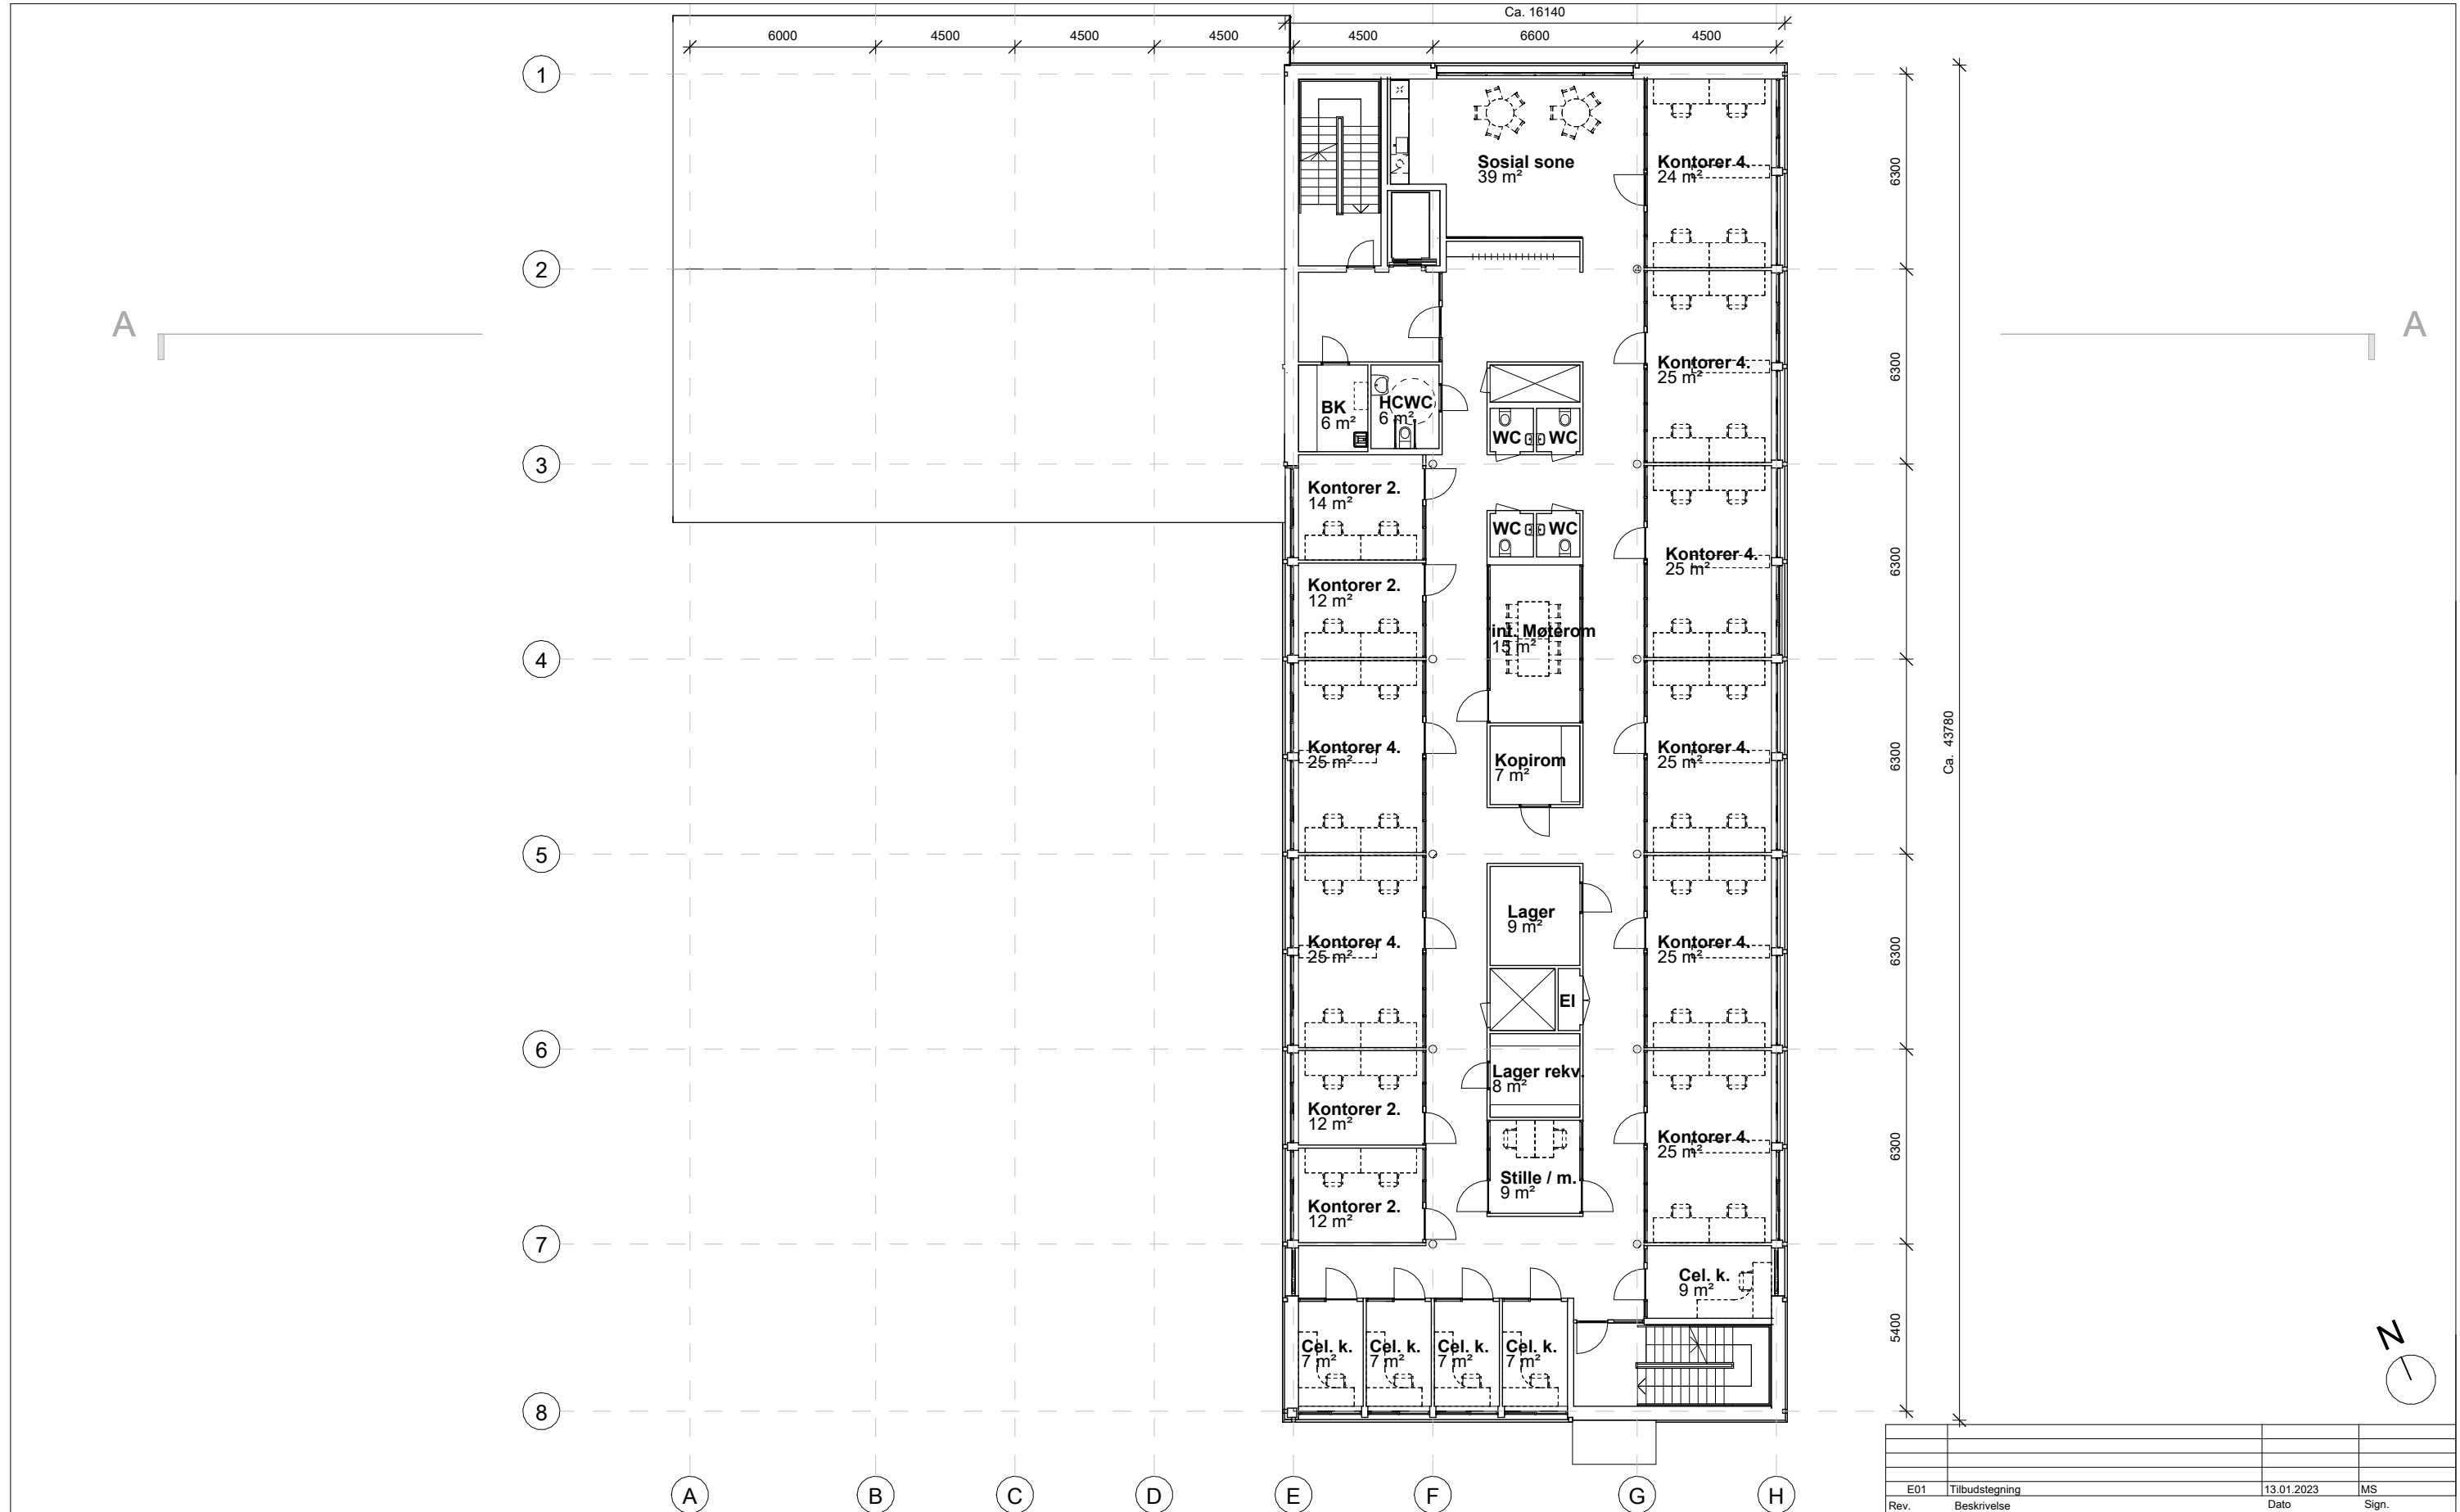 Ca. 16140
6000
4500
4500
4500
4500
6600
4500
1
Sosial sone
39 m²
Kontorer 4.
24 m²
6300
2
A
A
Kontorer 4.
25 m²
6300
BK
6 m²
HCWC
6 m²
WC
WC
3
Kontorer 2.
14 m²
WC
WC
Kontorer 4.
25 m²
6300
Kontorer 2.
12 m²
int. Møterom
15 m²
4
Kontorer 4.
25 m²
Kopirom
7 m²
Kontorer 4.
25 m²
6300
Ca. 43780
5
Lager
9 m²
Kontorer 4.
25 m²
Kontorer 4.
25 m²
6300
El
6
Lager rekv.
8 m²
Kontorer 2.
12 m²
Kontorer 4.
25 m²
6300
Stille / m.
9 m²
Kontorer 2.
12 m²
7
Cel. k.
9 m²
Cel. k.
7 m²
Cel. k.
7 m²
Cel. k.
7 m²
Cel. k.
7 m²
5400
N
8
A
B
C
D
E
F
G
H
E01 Tilbudstegning 13.01.2023 MS
Rev. Beskrivelse Dato Sign.